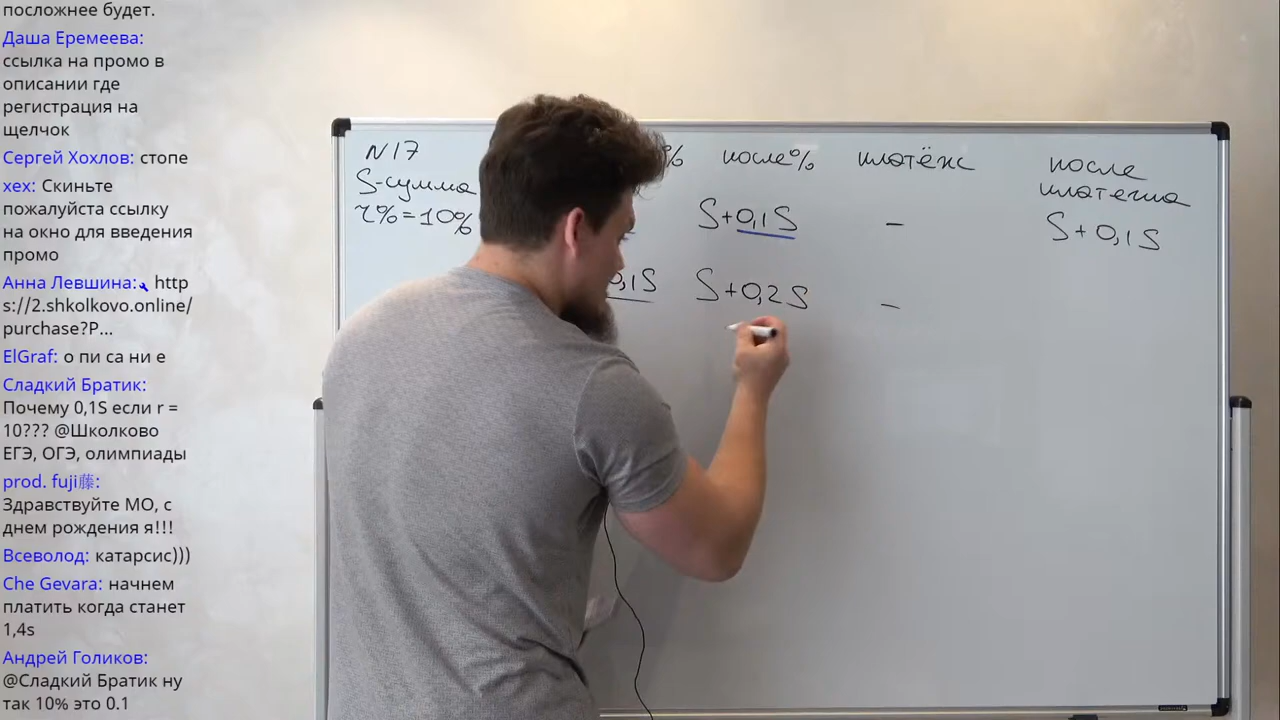 посложнее будет.
Даша Еремеева:
ссылка на промо в
описании где
регистрация на
щелчок
Сергей Хохлов: стопе
xex: Скиньте
пожалуйста ссылку
на окно для введения
промо
Анна Левшина: http
s://2.shkolkovo.online/
purchase?P...
ElGraf: о пи са ни е
Сладкий Братик:
Почему 0,1S если r =
10??? @Школково
ЕГЭ, ОГЭ, олимпиады
prod. fuji藤:
Здравствуйте МО, с
днем рождения я!!!
Всеволод: катарсис)))
Che Gevara: начнем
платить когда станет
1,4s
Андрей Голиков:
@Сладкий Братик ну
так 10% это 0.1
N17
S-сумма
r%=10%
% после% платёж после
платежа
S+0,1S – S+0,1S
0,1S S+0,2S –